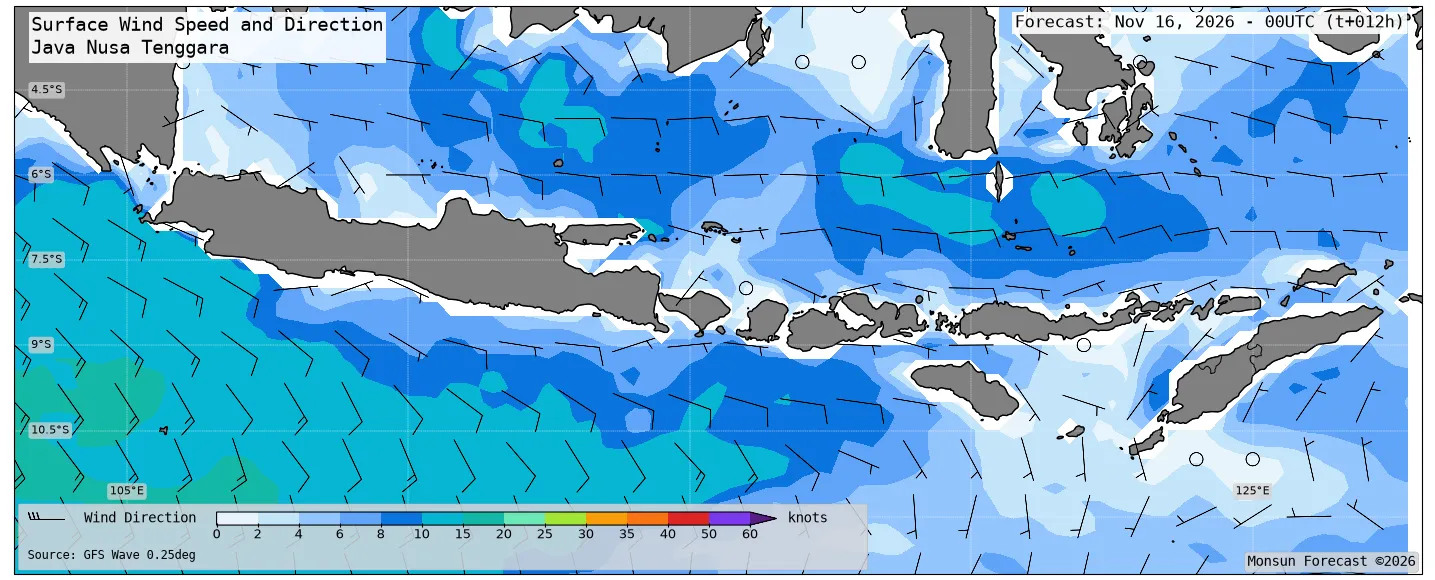 Surface Wind Speed and Direction
Java Nusa Tenggara
Forecast: Nov 16, 2026 - 00UTC (t+012h)
4.5°S
6°S
7.5°S
9°S
10.5°S
105°E
125°E
Wind Direction
knots
0 2 4 6 8 10 15 20 25 30 35 40 50 60
Source: GFS Wave 0.25deg
Monsun Forecast ©2026